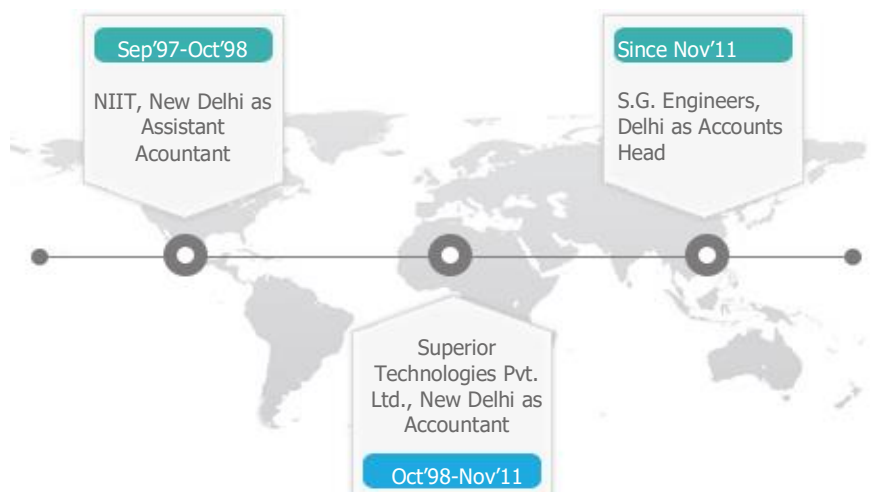 Sep’97-Oct’98
NIIT, New Delhi as
Assistant
Acountant
Superior
Technologies Pvt.
Ltd., New Delhi as
Accountant
Oct’98-Nov’11
Since Nov’11
S.G. Engineers,
Delhi as Accounts
Head